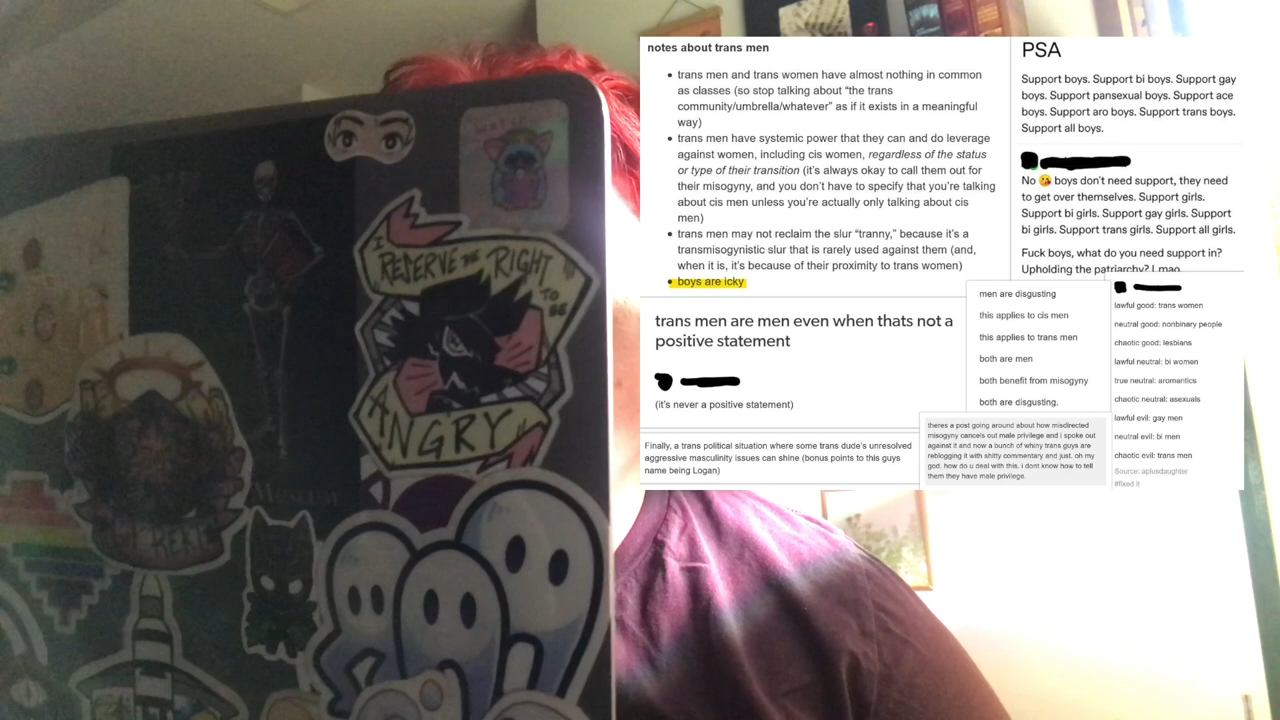 I
RESERVE THE RIGHT
TO
BE
ANGRY
notes about trans men
• trans men and trans women have almost nothing in common
as classes (so stop talking about “the trans
community/umbrella/whatever” as if it exists in a meaningful
way)
• trans men have systemic power that they can and do leverage
against women, including cis women, regardless of the status
or type of their transition (it’s always okay to call them out for
their misogyny, and you don’t have to specify that you’re talking
about cis men unless you’re actually only talking about cis
men)
• trans men may not reclaim the slur “tranny,” because it’s a
transmisogynistic slur that is rarely used against them (and,
when it is, it’s because of their proximity to trans women)
• boys are icky
PSA
Support boys. Support bi boys. Support gay
boys. Support pansexual boys. Support ace
boys. Support aro boys. Support trans boys.
Support all boys.
No 😘 boys don’t need support, they need
to get over themselves. Support girls.
Support bi girls. Support gay girls. Support
bi girls. Support trans girls. Support all girls.
Fuck boys, what do you need support in?
Upholding the patriarchy? Lmao
trans men are men even when thats not a
positive statement
(it’s never a positive statement)
men are disgusting
this applies to cis men
this applies to trans men
both are men
both benefit from misogyny
both are disgusting.
lawful good: trans women
neutral good: nonbinary people
chaotic good: lesbians
lawful neutral: bi women
true neutral: aromantics
chaotic neutral: asexuals
lawful evil: gay men
neutral evil: bi men
chaotic evil: trans men
Source: aplusdaughter
#fixed it
Finally, a trans political situation where some trans dude’s unresolved
aggressive masculinity issues can shine (bonus points to this guys
name being Logan)
theres a post going around about how misdirected
misogyny cancels out male privilege and i spoke out
against it and now a bunch of whiny trans guys are
reblogging it with shitty commentary and just. oh my
god. how do u deal with this. i dont know how to tell
them they have male privilege.